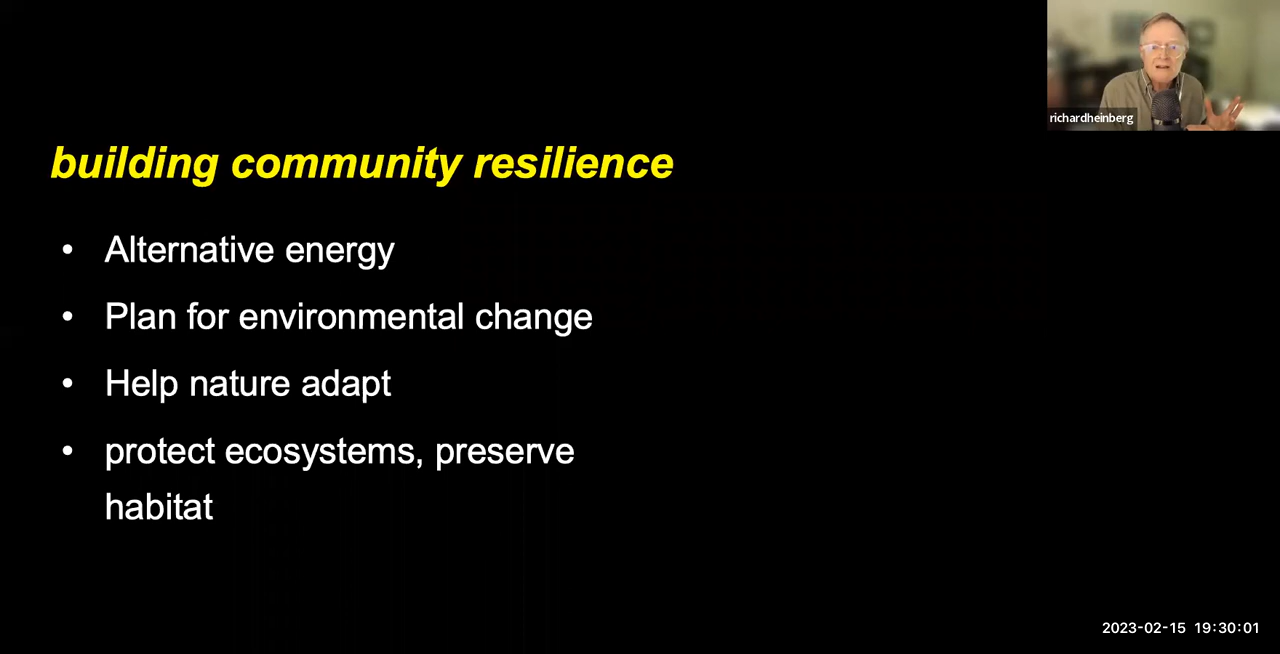 richardheinberg
building community resilience
• Alternative energy
• Plan for environmental change
• Help nature adapt
• protect ecosystems, preserve
habitat
2023-02-15 19:30:01